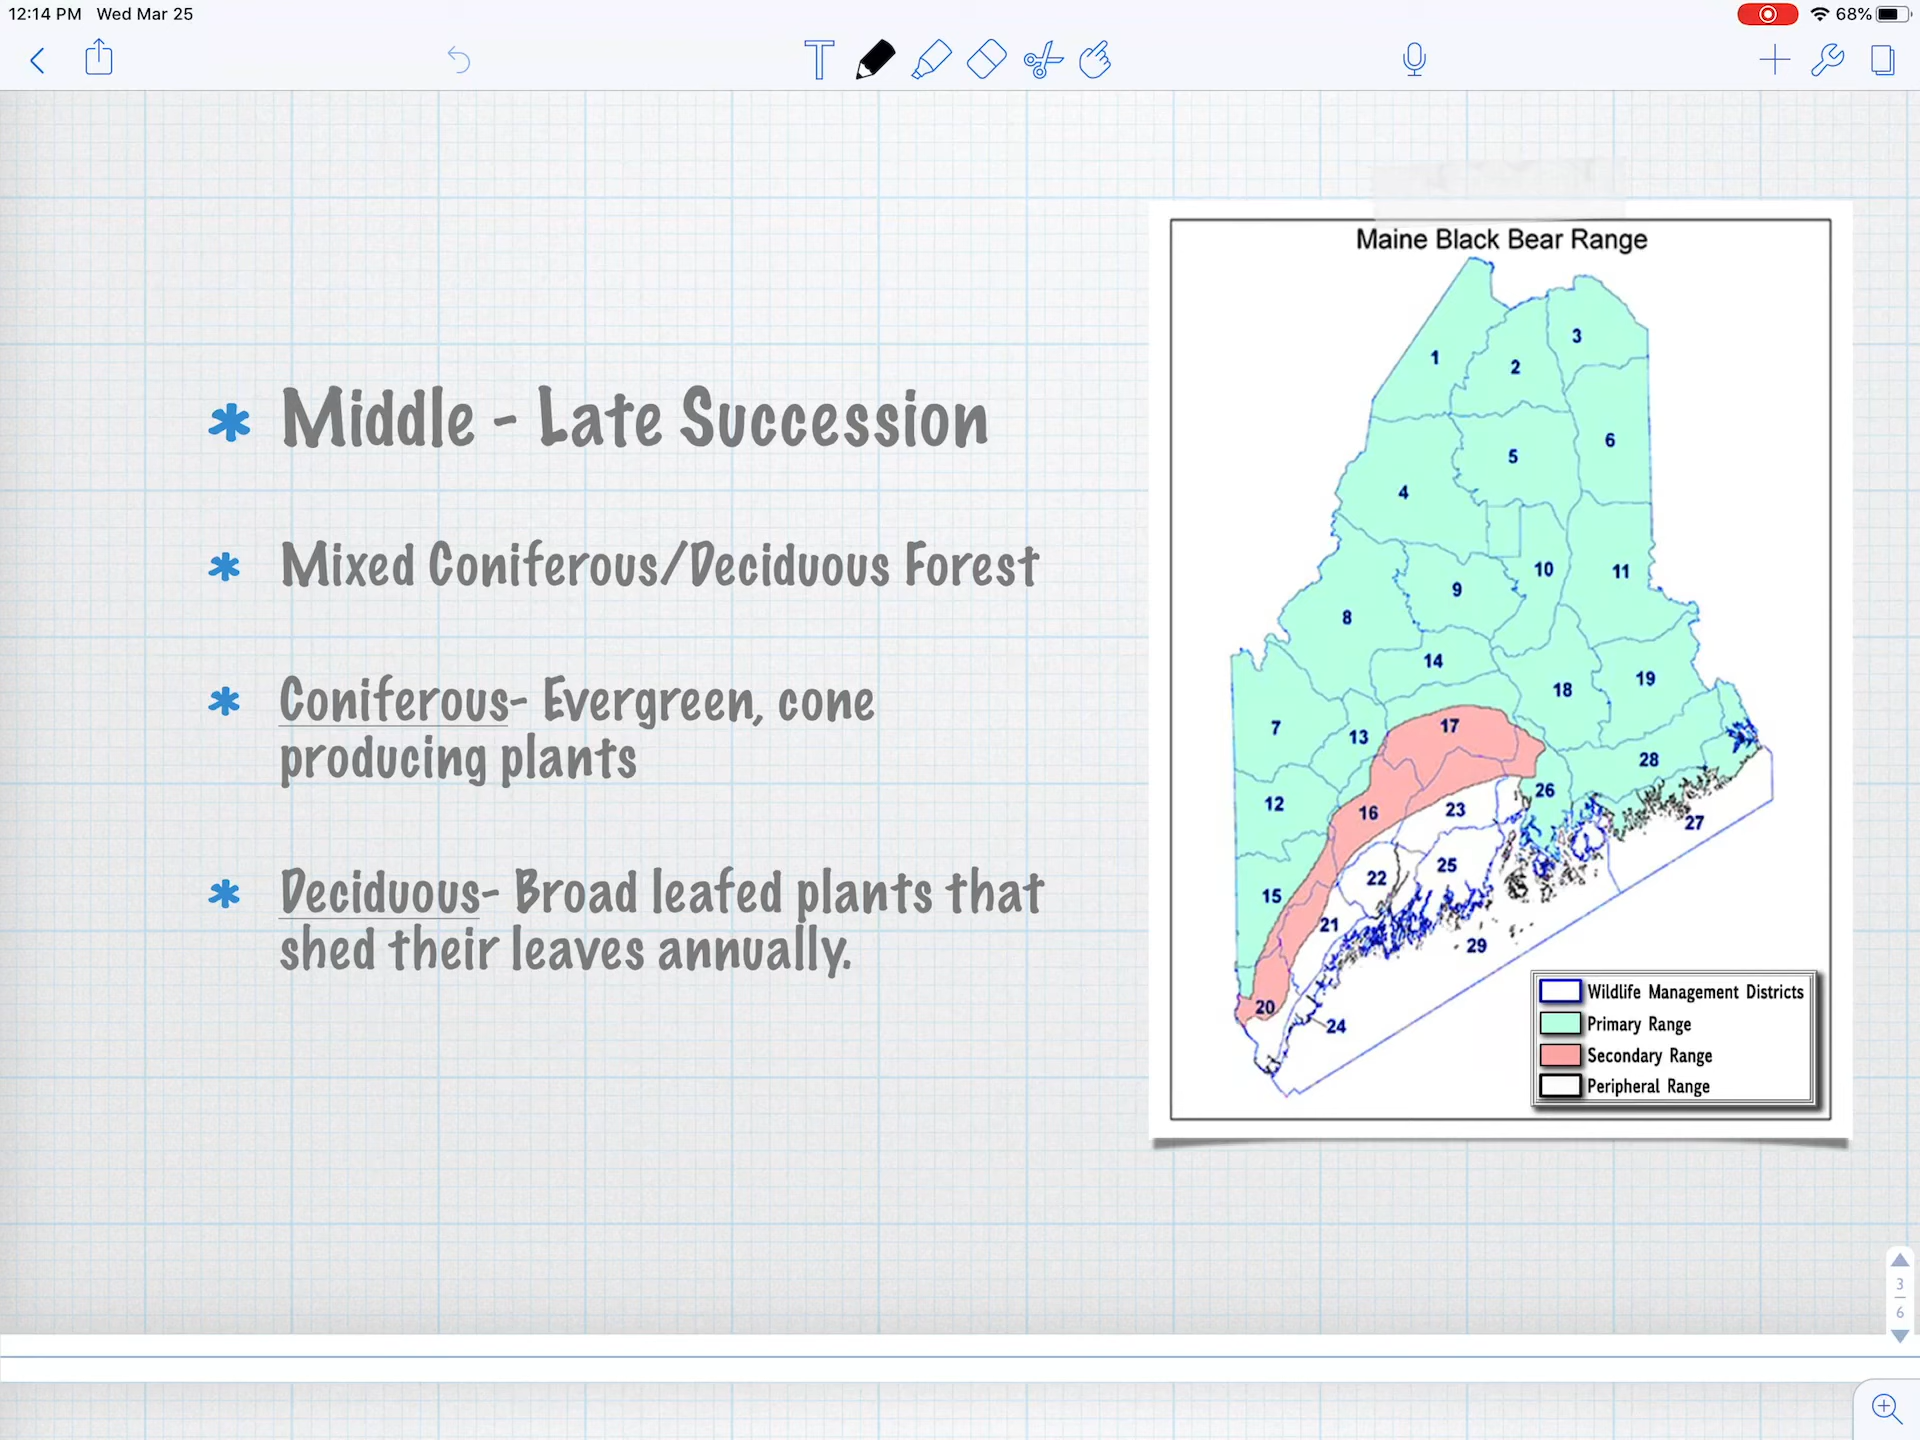 12:14 PM Wed Mar 25
68%
T
Maine Black Bear Range
* Middle - Late Succession
* Mixed Coniferous/Deciduous Forest
* Coniferous- Evergreen, cone
producing plants
* Deciduous- Broad leafed plants that
shed their leaves annually.
1
2
3
4
5
6
7
8
9
10
11
12
13
14
15
16
17
18
19
20
21
22
23
24
25
26
27
28
29
Wildlife Management Districts
Primary Range
Secondary Range
Peripheral Range
3
6